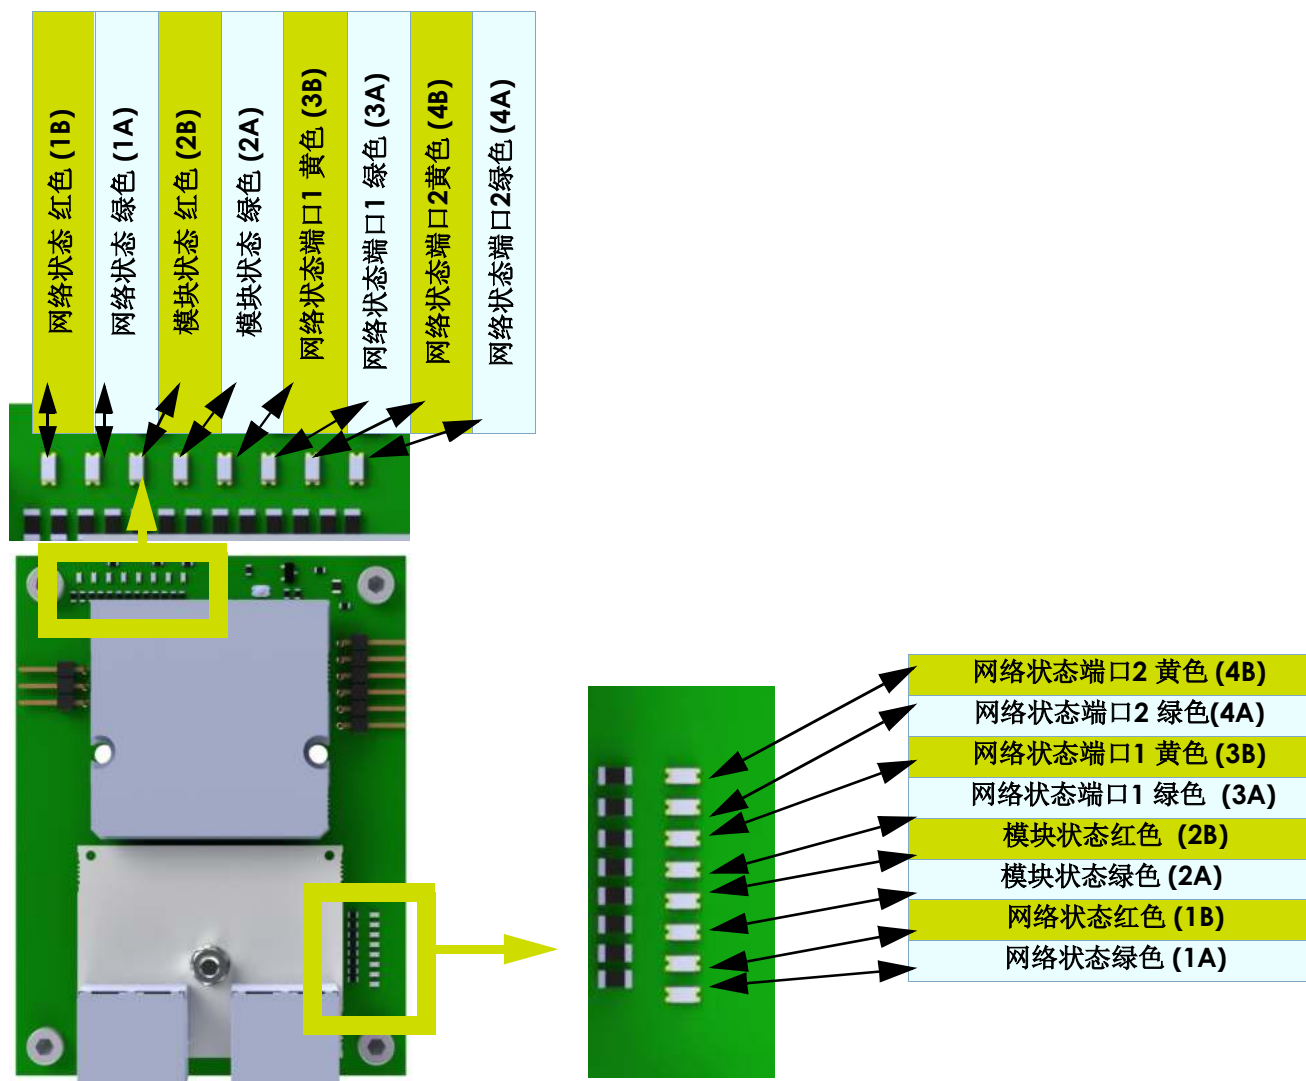 网络状态 红色 (1B)
网络状态 绿色 (1A)
模块状态 红色 (2B)
模块状态 绿色 (2A)
网络状态端口1 黄色 (3B)
网络状态端口1 绿色 (3A)
网络状态端口2黄色 (4B)
网络状态端口2绿色 (4A)
网络状态端口2 黄色 (4B)
网络状态端口2 绿色(4A)
网络状态端口1 黄色 (3B)
网络状态端口1 绿色 (3A)
模块状态红色 (2B)
模块状态绿色 (2A)
网络状态红色 (1B)
网络状态绿色 (1A)